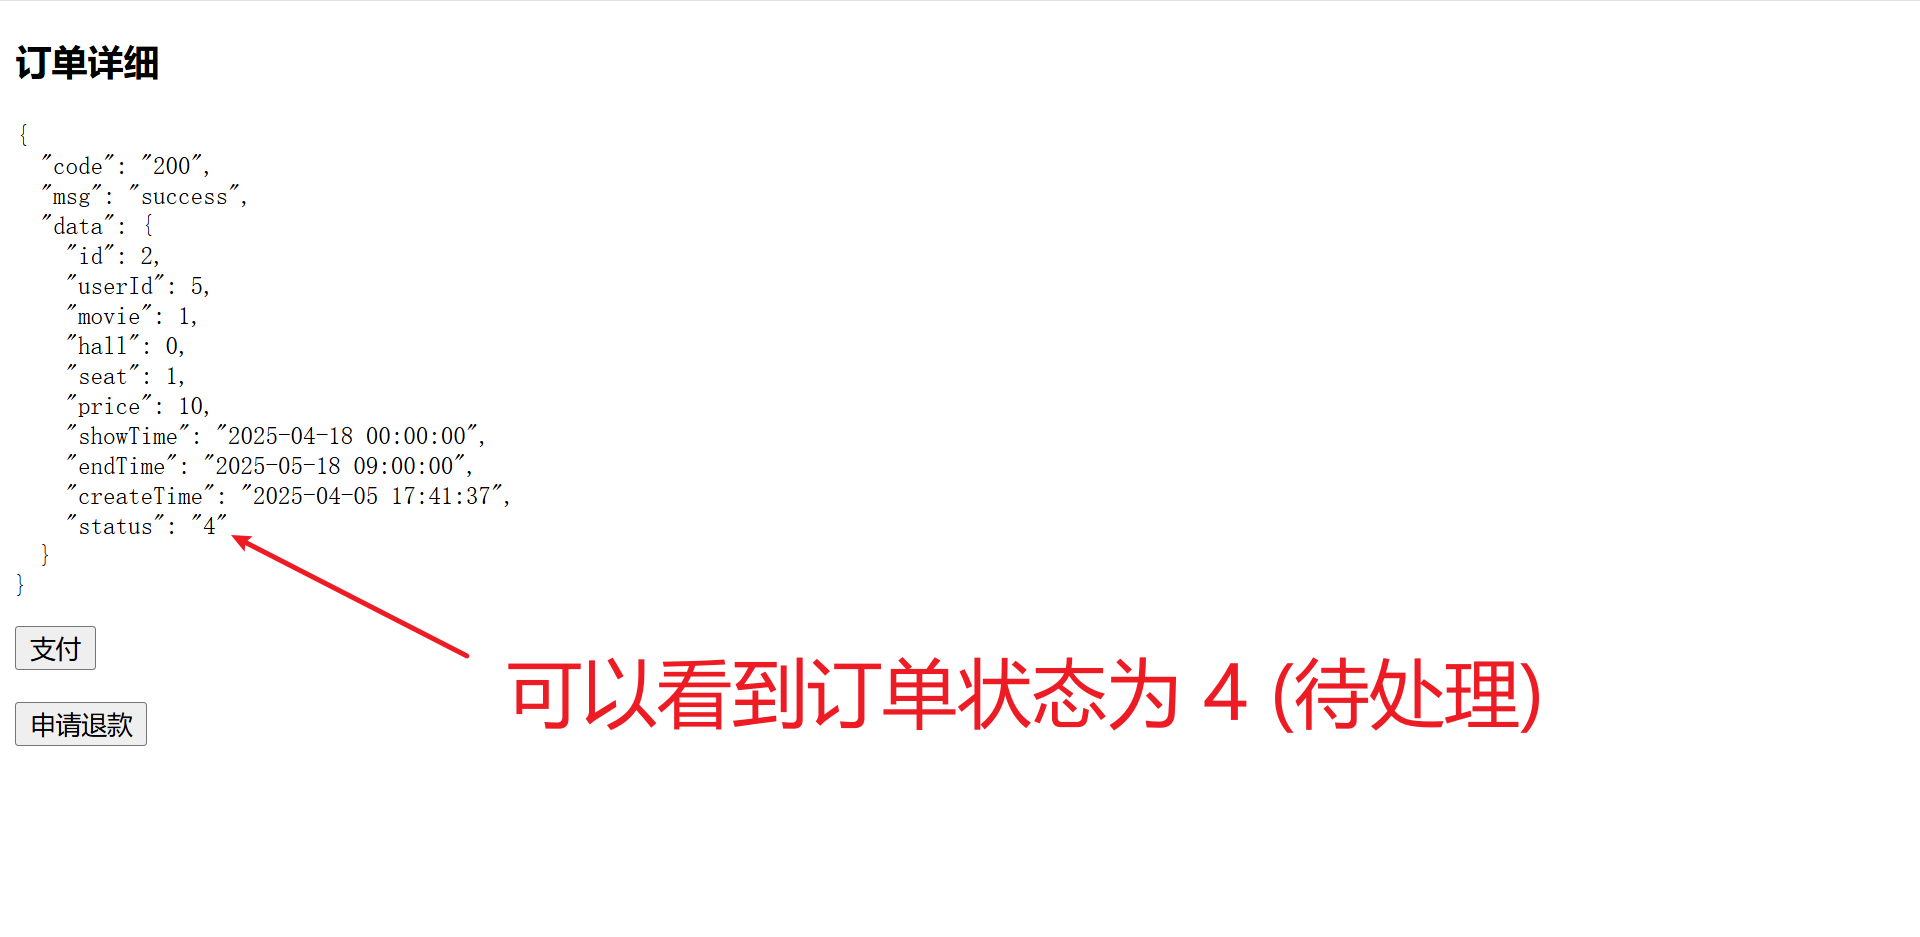 订单详细
{
  "code": "200",
  "msg": "success",
  "data": {
    "id": 2,
    "userId": 5,
    "movie": 1,
    "hall": 0,
    "seat": 1,
    "price": 10,
    "showTime": "2025-04-18 00:00:00",
    "endTime": "2025-05-18 09:00:00",
    "createTime": "2025-04-05 17:41:37",
    "status": "4"
  }
}
支付
可以看到订单状态为 4 (待处理)
申请退款